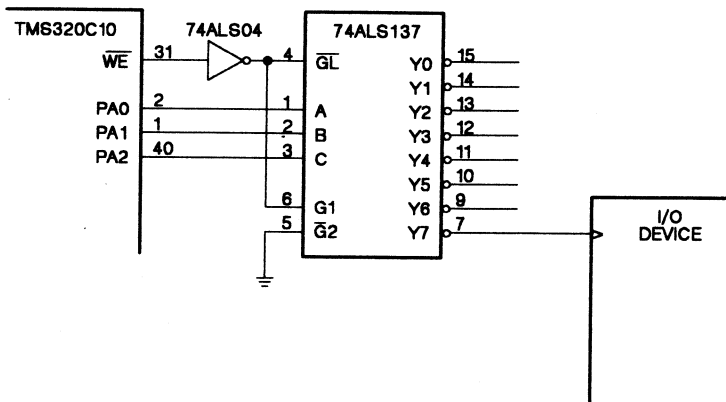 TMS320C10
74ALS04
74ALS137
WE 31
4 GL
Y0 15
Y1 14
PA0 2
1 A
Y2 13
PA1 1
2 B
Y3 12
PA2 40
3 C
Y4 11
Y5 10
6 G1
Y6 9
5 G2
Y7 7
I/O
DEVICE